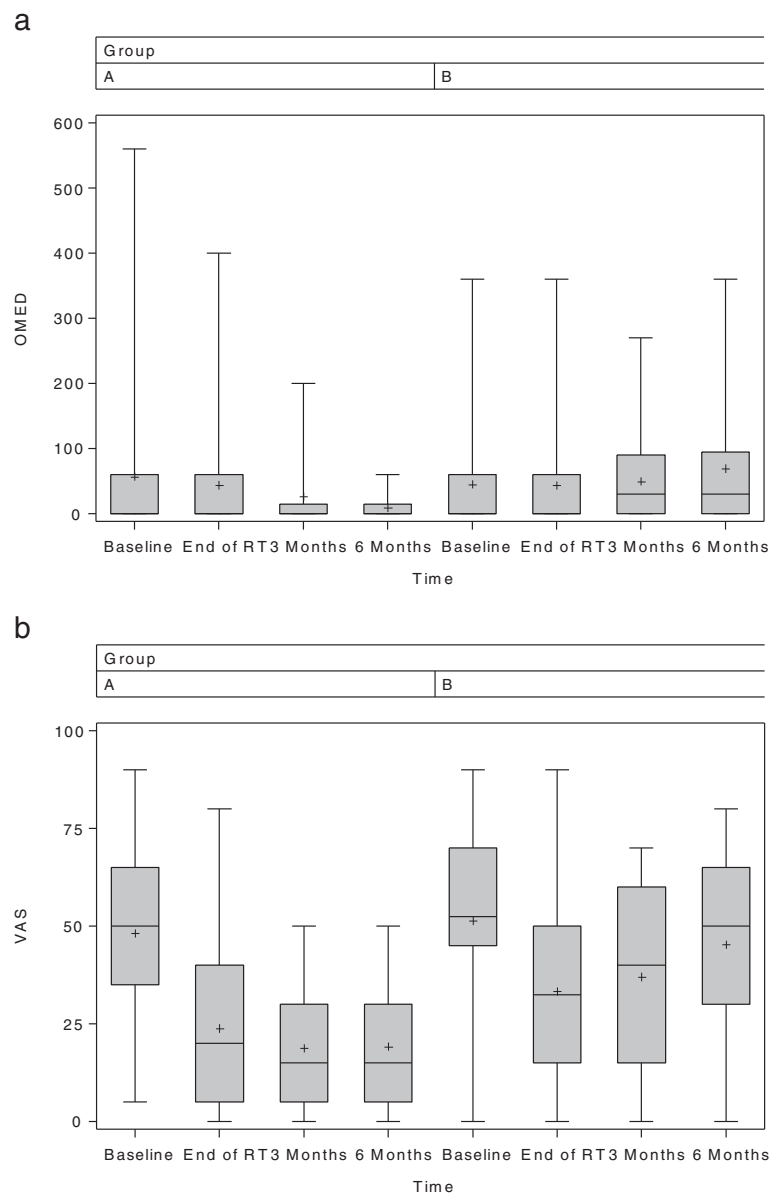 a
Group
A B
600
500
400
300
200
100
0
OMED
Baseline End of RT 3 Months 6 Months Baseline End of RT 3 Months 6 Months
Time
b
Group
A B
100
75
50
25
0
VAS
Baseline End of RT 3 Months 6 Months Baseline End of RT 3 Months 6 Months
Time